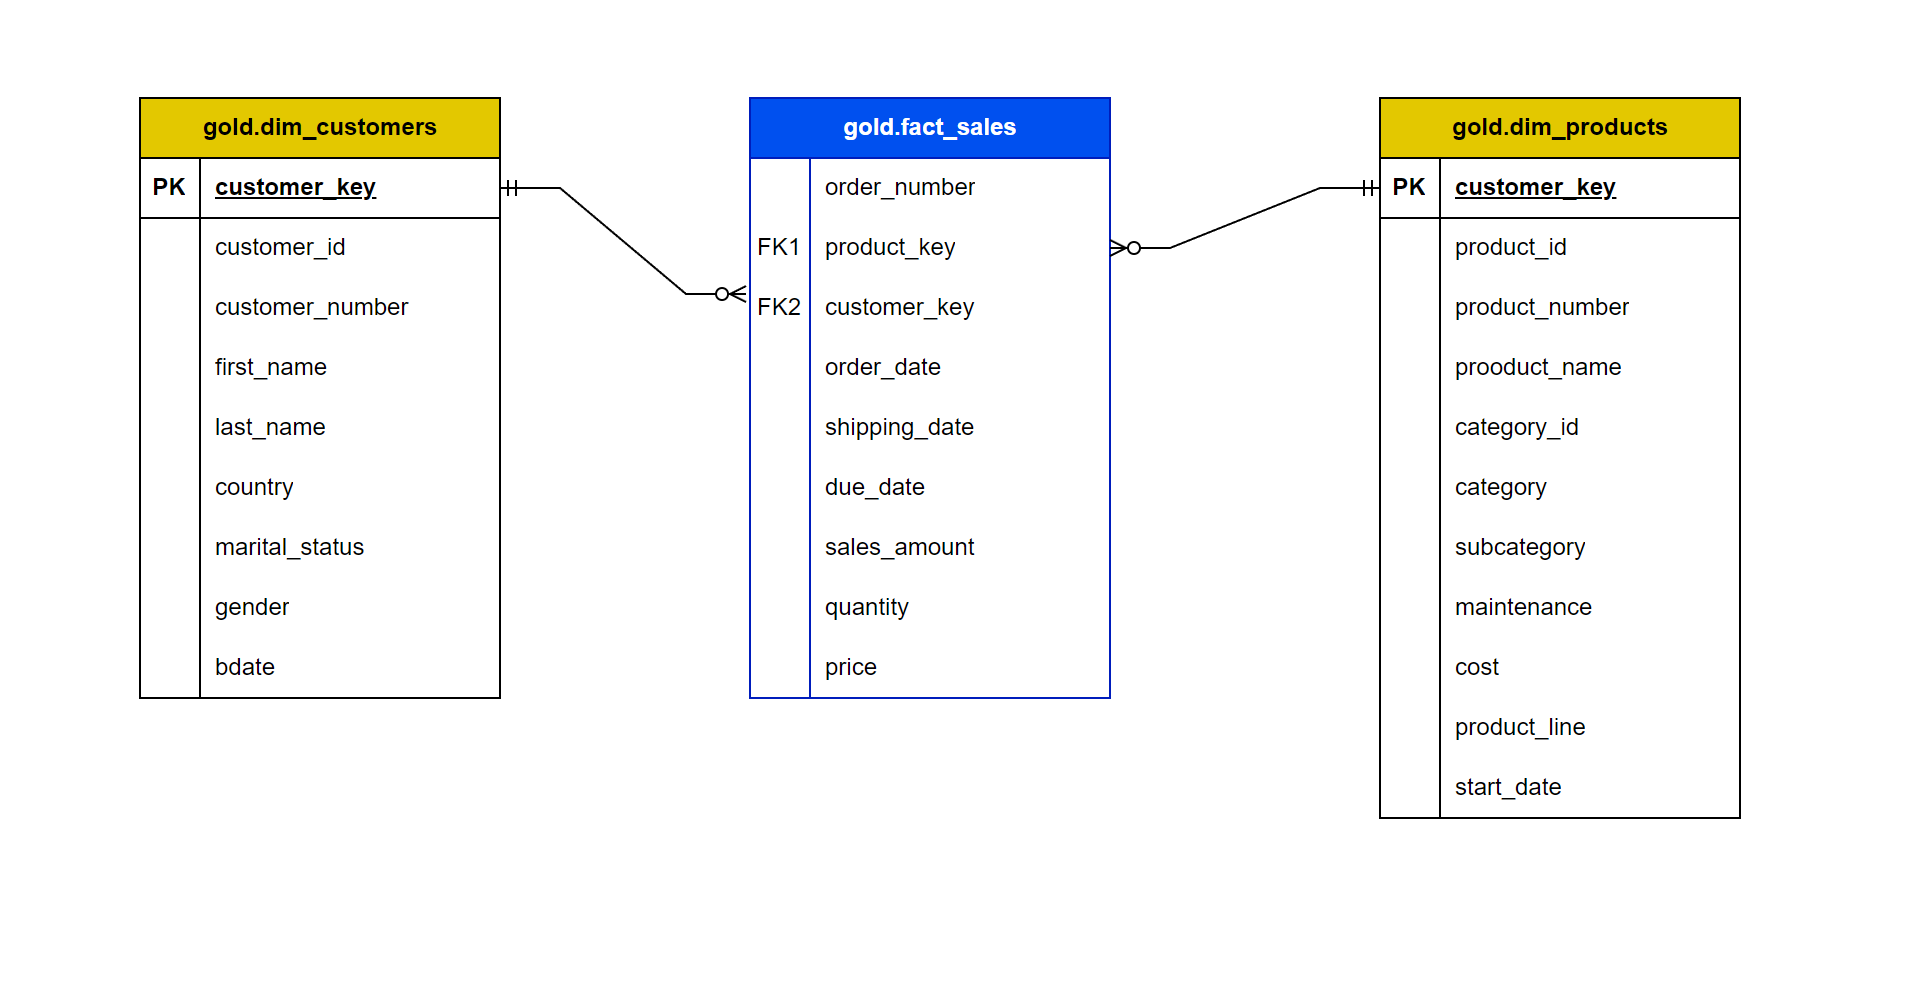 gold.dim_customers
PK customer_key
customer_id
customer_number
first_name
last_name
country
marital_status
gender
bdate
gold.fact_sales
order_number
FK1 product_key
FK2 customer_key
order_date
shipping_date
due_date
sales_amount
quantity
price
gold.dim_products
PK customer_key
product_id
product_number
prooduct_name
category_id
category
subcategory
maintenance
cost
product_line
start_date